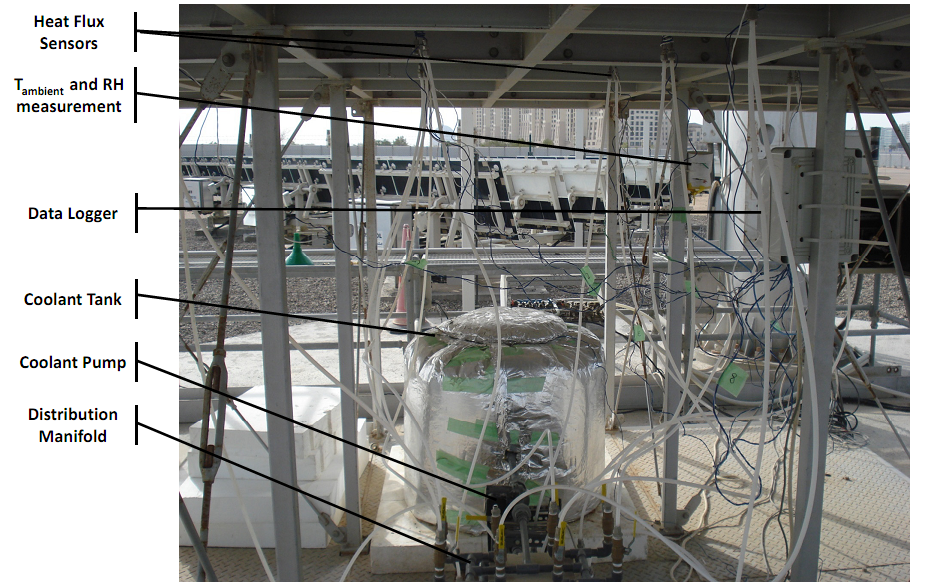 Heat Flux
Sensors
Tambient and RH
measurement
Data Logger
Coolant Tank
Coolant Pump
Distribution
Manifold